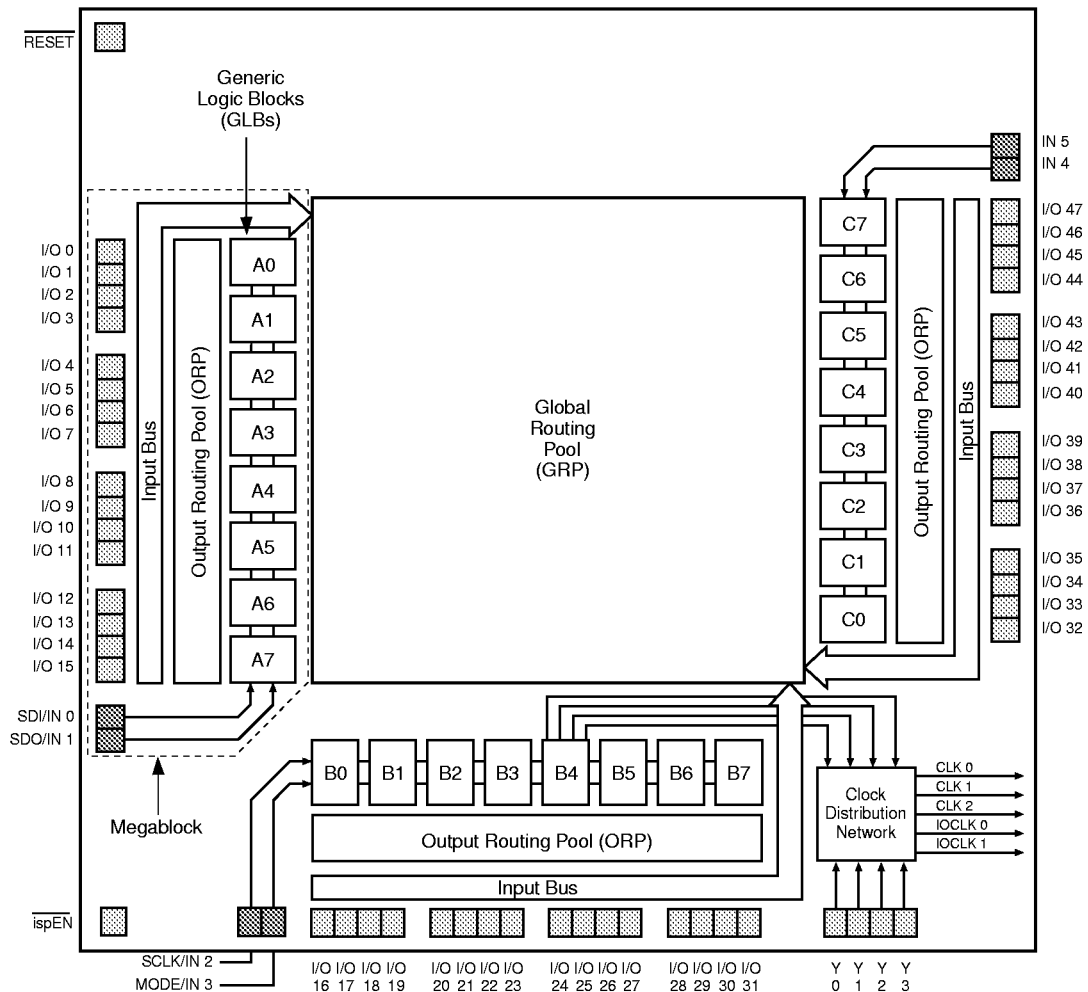 RESET
Generic
Logic Blocks
(GLBs)
IN 5
IN 4
I/O 0
I/O 1
I/O 2
I/O 3
I/O 4
I/O 5
I/O 6
I/O 7
I/O 8
I/O 9
I/O 10
I/O 11
I/O 12
I/O 13
I/O 14
I/O 15
SDI/IN 0
SDO/IN 1
Input Bus
Output Routing Pool (ORP)
A0
A1
A2
A3
A4
A5
A6
A7
Megablock
Global
Routing
Pool
(GRP)
C7
C6
C5
C4
C3
C2
C1
C0
Output Routing Pool (ORP)
Input Bus
I/O 47
I/O 46
I/O 45
I/O 44
I/O 43
I/O 42
I/O 41
I/O 40
I/O 39
I/O 38
I/O 37
I/O 36
I/O 35
I/O 34
I/O 33
I/O 32
B0 B1 B2 B3 B4 B5 B6 B7
Output Routing Pool (ORP)
Input Bus
Clock
Distribution
Network
CLK 0
CLK 1
CLK 2
IOCLK 0
IOCLK 1
ispEN
SCLK/IN 2
MODE/IN 3
I/O I/O I/O I/O I/O I/O I/O I/O I/O I/O I/O I/O I/O I/O I/O I/O Y Y Y Y
16 17 18 19 20 21 22 23 24 25 26 27 28 29 30 31 0 1 2 3